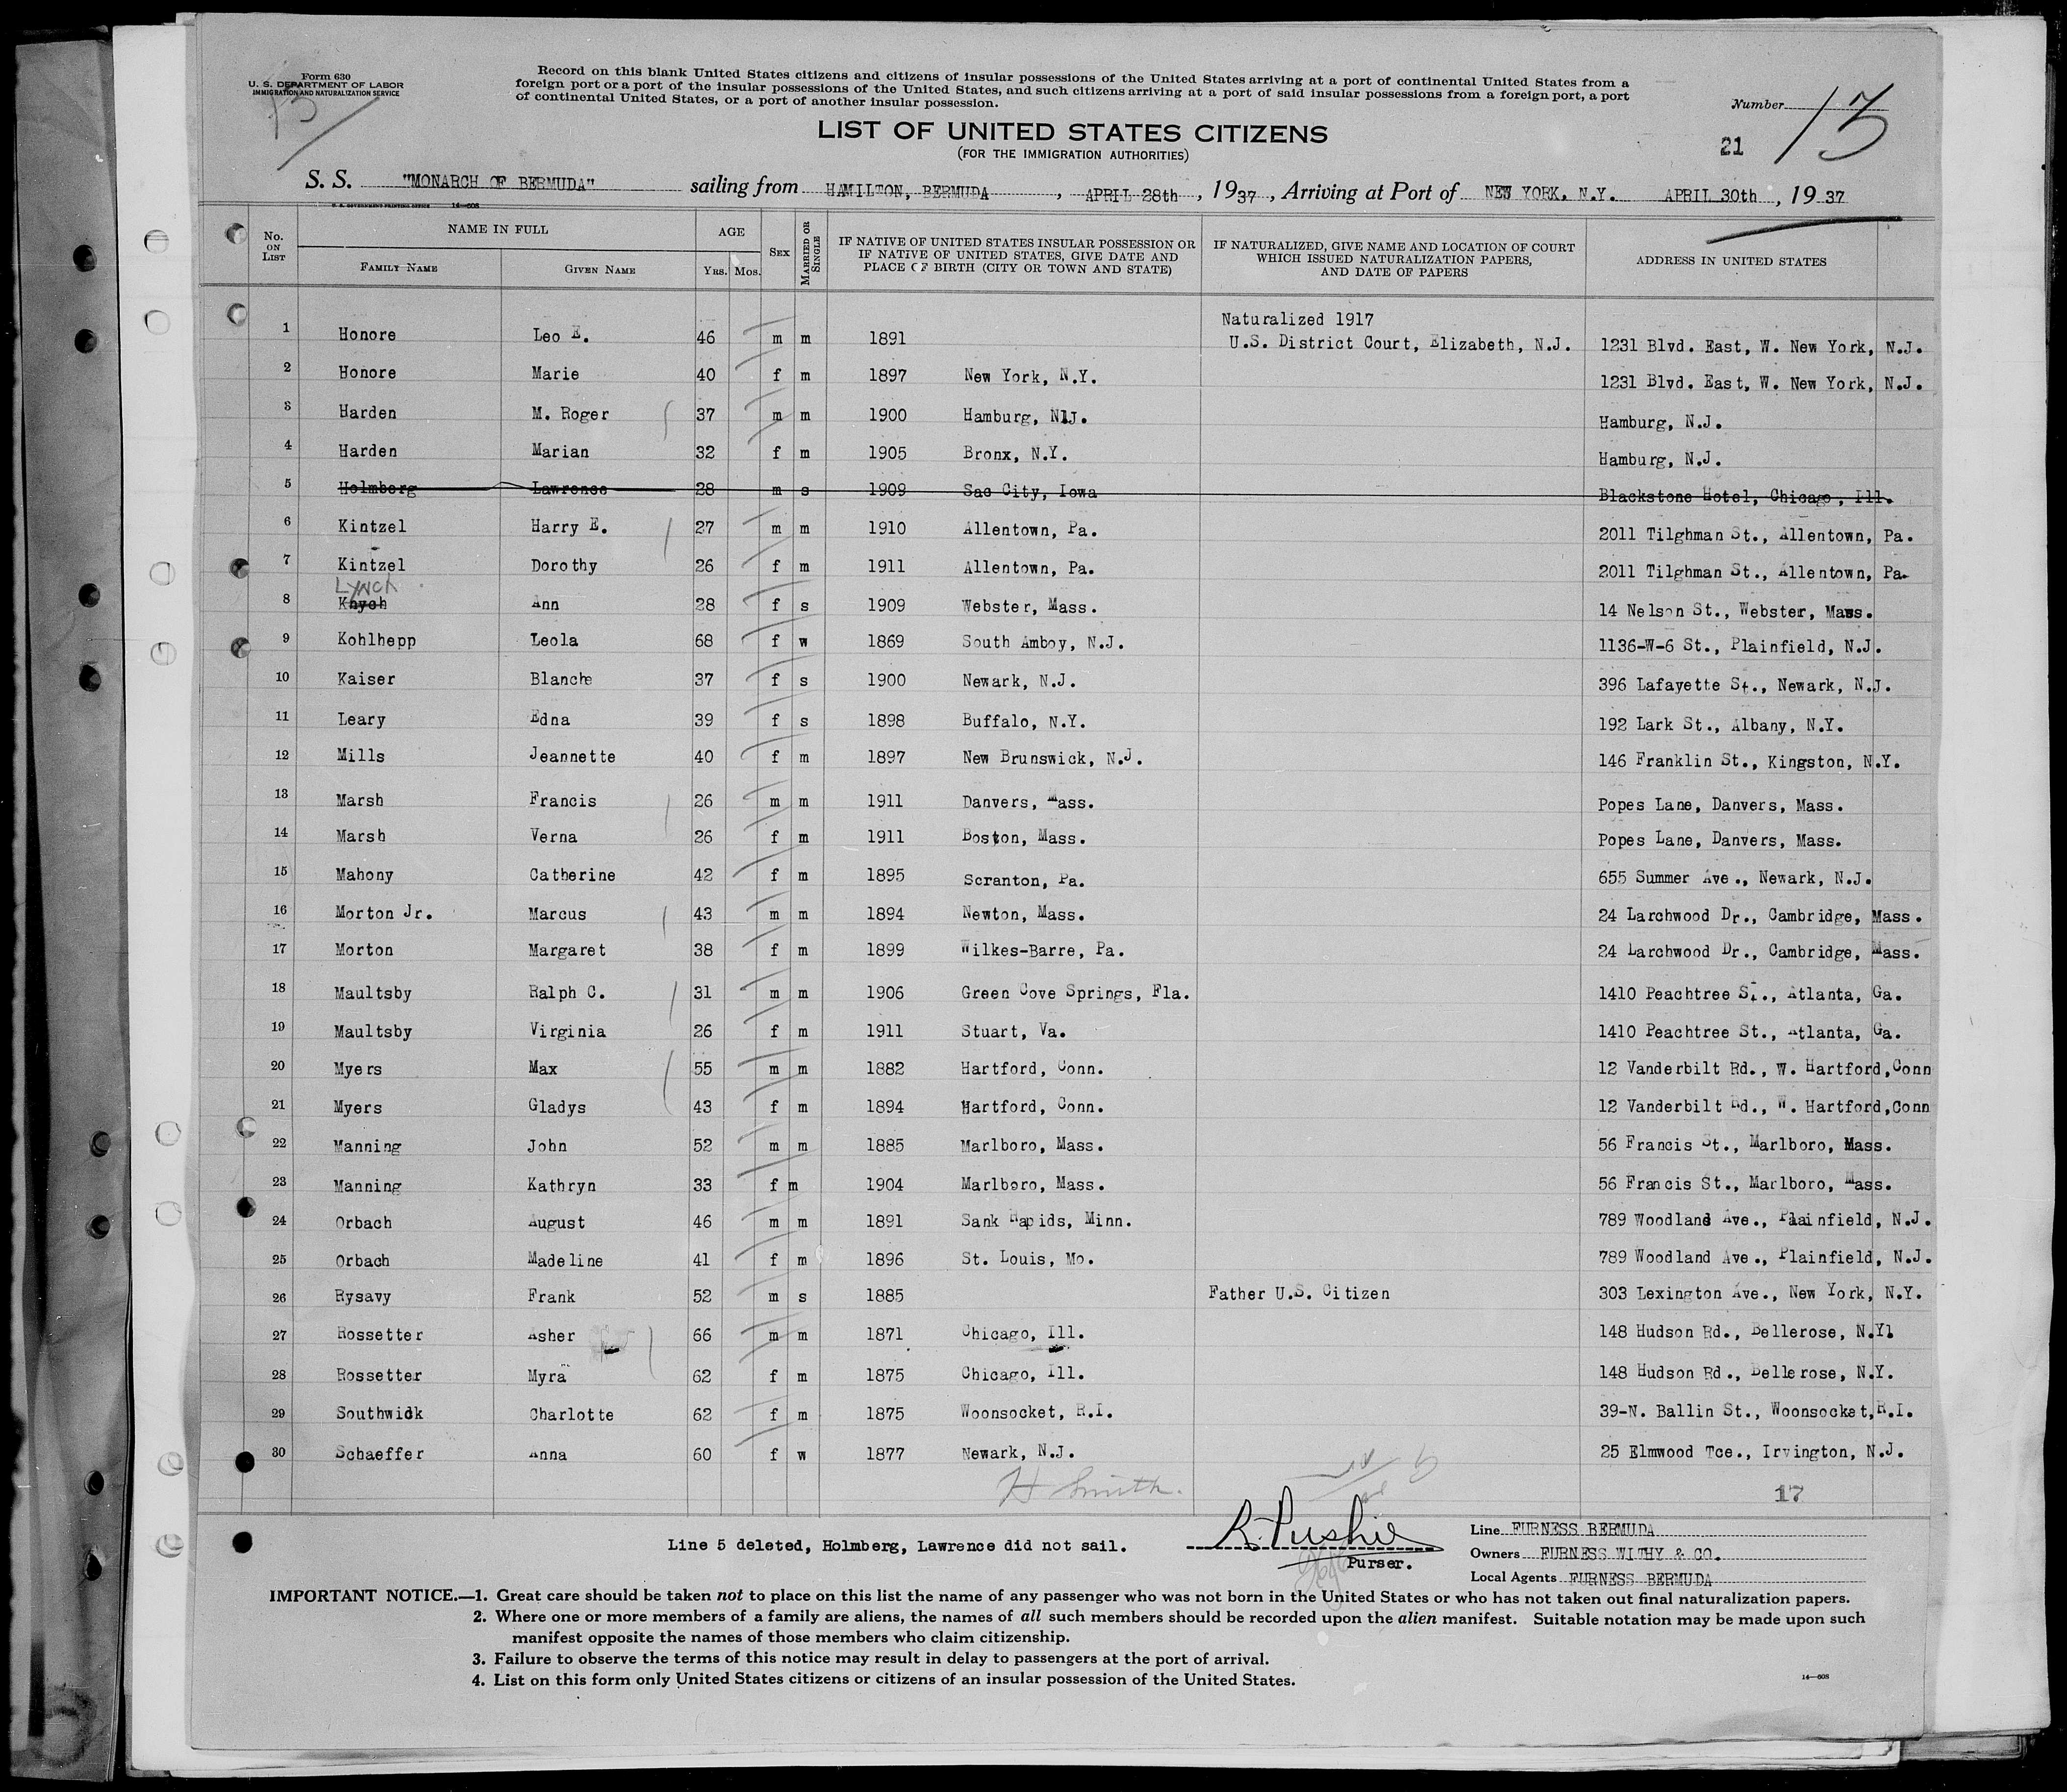 Form 630
U. S. DEPARTMENT OF LABOR
IMMIGRATION AND NATURALIZATION SERVICE
13
Record on this blank United States citizens and citizens of insular possessions of the United States arriving at a port of continental United States from a
foreign port or a port of the insular possessions of the United States, and such citizens arriving at a port of said insular possessions from a foreign port, a port
of continental United States, or a port of another insular possession.
Number 13
LIST OF UNITED STATES CITIZENS
(FOR THE IMMIGRATION AUTHORITIES)
21
S. S. "MONARCH OF BERMUDA" sailing from HAMILTON, BERMUDA, APRIL 28th, 1937, Arriving at Port of NEW YORK, N.Y. APRIL 30th, 1937
U. S. GOVERNMENT PRINTING OFFICE 14—608
No. ON LIST | NAME IN FULL | FAMILY NAME | GIVEN NAME | AGE | YRS. | MOS. | SEX | MARRIED OR SINGLE | IF NATIVE OF UNITED STATES INSULAR POSSESSION OR IF NATIVE OF UNITED STATES, GIVE DATE AND PLACE OF BIRTH (CITY OR TOWN AND STATE) | IF NATURALIZED, GIVE NAME AND LOCATION OF COURT WHICH ISSUED NATURALIZATION PAPERS, AND DATE OF PAPERS | ADDRESS IN UNITED STATES
Naturalized 1917
1 Honore Leo E. 46 m m 1891 U.S. District Court, Elizabeth, N.J. 1231 Blvd. East, W. New York, N.J.
2 Honore Marie 40 f m 1897 New York, N.Y. 1231 Blvd. East, W. New York, N.J.
3 Harden M. Roger 37 m m 1900 Hamburg, N.J. Hamburg, N.J.
4 Harden Marian 32 f m 1905 Bronx, N.Y. Hamburg, N.J.
5 Holmberg Lawrence 28 m s 1909 Sac City, Iowa Blackstone Hotel, Chicago, Ill.
6 Kintzel Harry E. 27 m m 1910 Allentown, Pa. 2011 Tilghman St., Allentown, Pa.
7 Kintzel Dorothy 26 f m 1911 Allentown, Pa. 2011 Tilghman St., Allentown, Pa.
LYNCH
8 Knych Ann 28 f s 1909 Webster, Mass. 14 Nelson St., Webster, Mass.
9 Kohlhepp Leola 68 f w 1869 South Amboy, N.J. 1136-W-6 St., Plainfield, N.J.
10 Kaiser Blanche 37 f s 1900 Newark, N.J. 396 Lafayette St., Newark, N.J.
11 Leary Edna 39 f s 1898 Buffalo, N.Y. 192 Lark St., Albany, N.Y.
12 Mills Jeannette 40 f m 1897 New Brunswick, N.J. 146 Franklin St., Kingston, N.Y.
13 Marsh Francis 26 m m 1911 Danvers, Mass. Popes Lane, Danvers, Mass.
14 Marsh Verna 26 f m 1911 Boston, Mass. Popes Lane, Danvers, Mass.
15 Mahony Catherine 42 f m 1895 Scranton, Pa. 655 Summer Ave., Newark, N.J.
16 Morton Jr. Marcus 43 m m 1894 Newton, Mass. 24 Larchwood Dr., Cambridge, Mass.
17 Morton Margaret 38 f m 1899 Wilkes-Barre, Pa. 24 Larchwood Dr., Cambridge, Mass.
18 Maultsby Ralph C. 31 m m 1906 Green Cove Springs, Fla. 1410 Peachtree St., Atlanta, Ga.
19 Maultsby Virginia 26 f m 1911 Stuart, Va. 1410 Peachtree St., Atlanta, Ga.
20 Myers Max 55 m m 1882 Hartford, Conn. 12 Vanderbilt Rd., W. Hartford,Conn
21 Myers Gladys 43 f m 1894 Hartford, Conn. 12 Vanderbilt Rd., W. Hartford,Conn
22 Manning John 52 m m 1885 Marlboro, Mass. 56 Francis St., Marlboro, Mass.
23 Manning Kathryn 33 f m 1904 Marlboro, Mass. 56 Francis St., Marlboro, Mass.
24 Orbach August 46 m m 1891 Sank Rapids, Minn. 789 Woodland Ave., Plainfield, N.J.
25 Orbach Madeline 41 f m 1896 St. Louis, Mo. 789 Woodland Ave., Plainfield, N.J.
26 Rysavy Frank 52 m s 1885 Father U.S. Citizen 303 Lexington Ave., New York, N.Y.
27 Rossetter Asher 66 m m 1871 Chicago, Ill. 148 Hudson Rd., Bellerose, N.Yl
28 Rossetter Myra 62 f m 1875 Chicago, Ill. 148 Hudson Rd., Bellerose, N.Y.
29 Southwidk Charlotte 62 f m 1875 Woonsocket, R.I. 39-N. Ballin St., Woonsocket,R.I.
30 Schaeffer Anna 60 f w 1877 Newark, N.J. 25 Elmwood Tce., Irvington, N.J.
H Smith. 17
Line 5 deleted, Holmberg, Lawrence did not sail. R. Pushie
Purser.
Line FURNESS BERMUDA
Owners FURNESS WITHY & CO.
Local Agents FURNESS BERMUDA
IMPORTANT NOTICE.—1. Great care should be taken not to place on this list the name of any passenger who was not born in the United States or who has not taken out final naturalization papers.
2. Where one or more members of a family are aliens, the names of all such members should be recorded upon the alien manifest. Suitable notation may be made upon such
manifest opposite the names of those members who claim citizenship.
3. Failure to observe the terms of this notice may result in delay to passengers at the port of arrival.
4. List on this form only United States citizens or citizens of an insular possession of the United States.
14—608